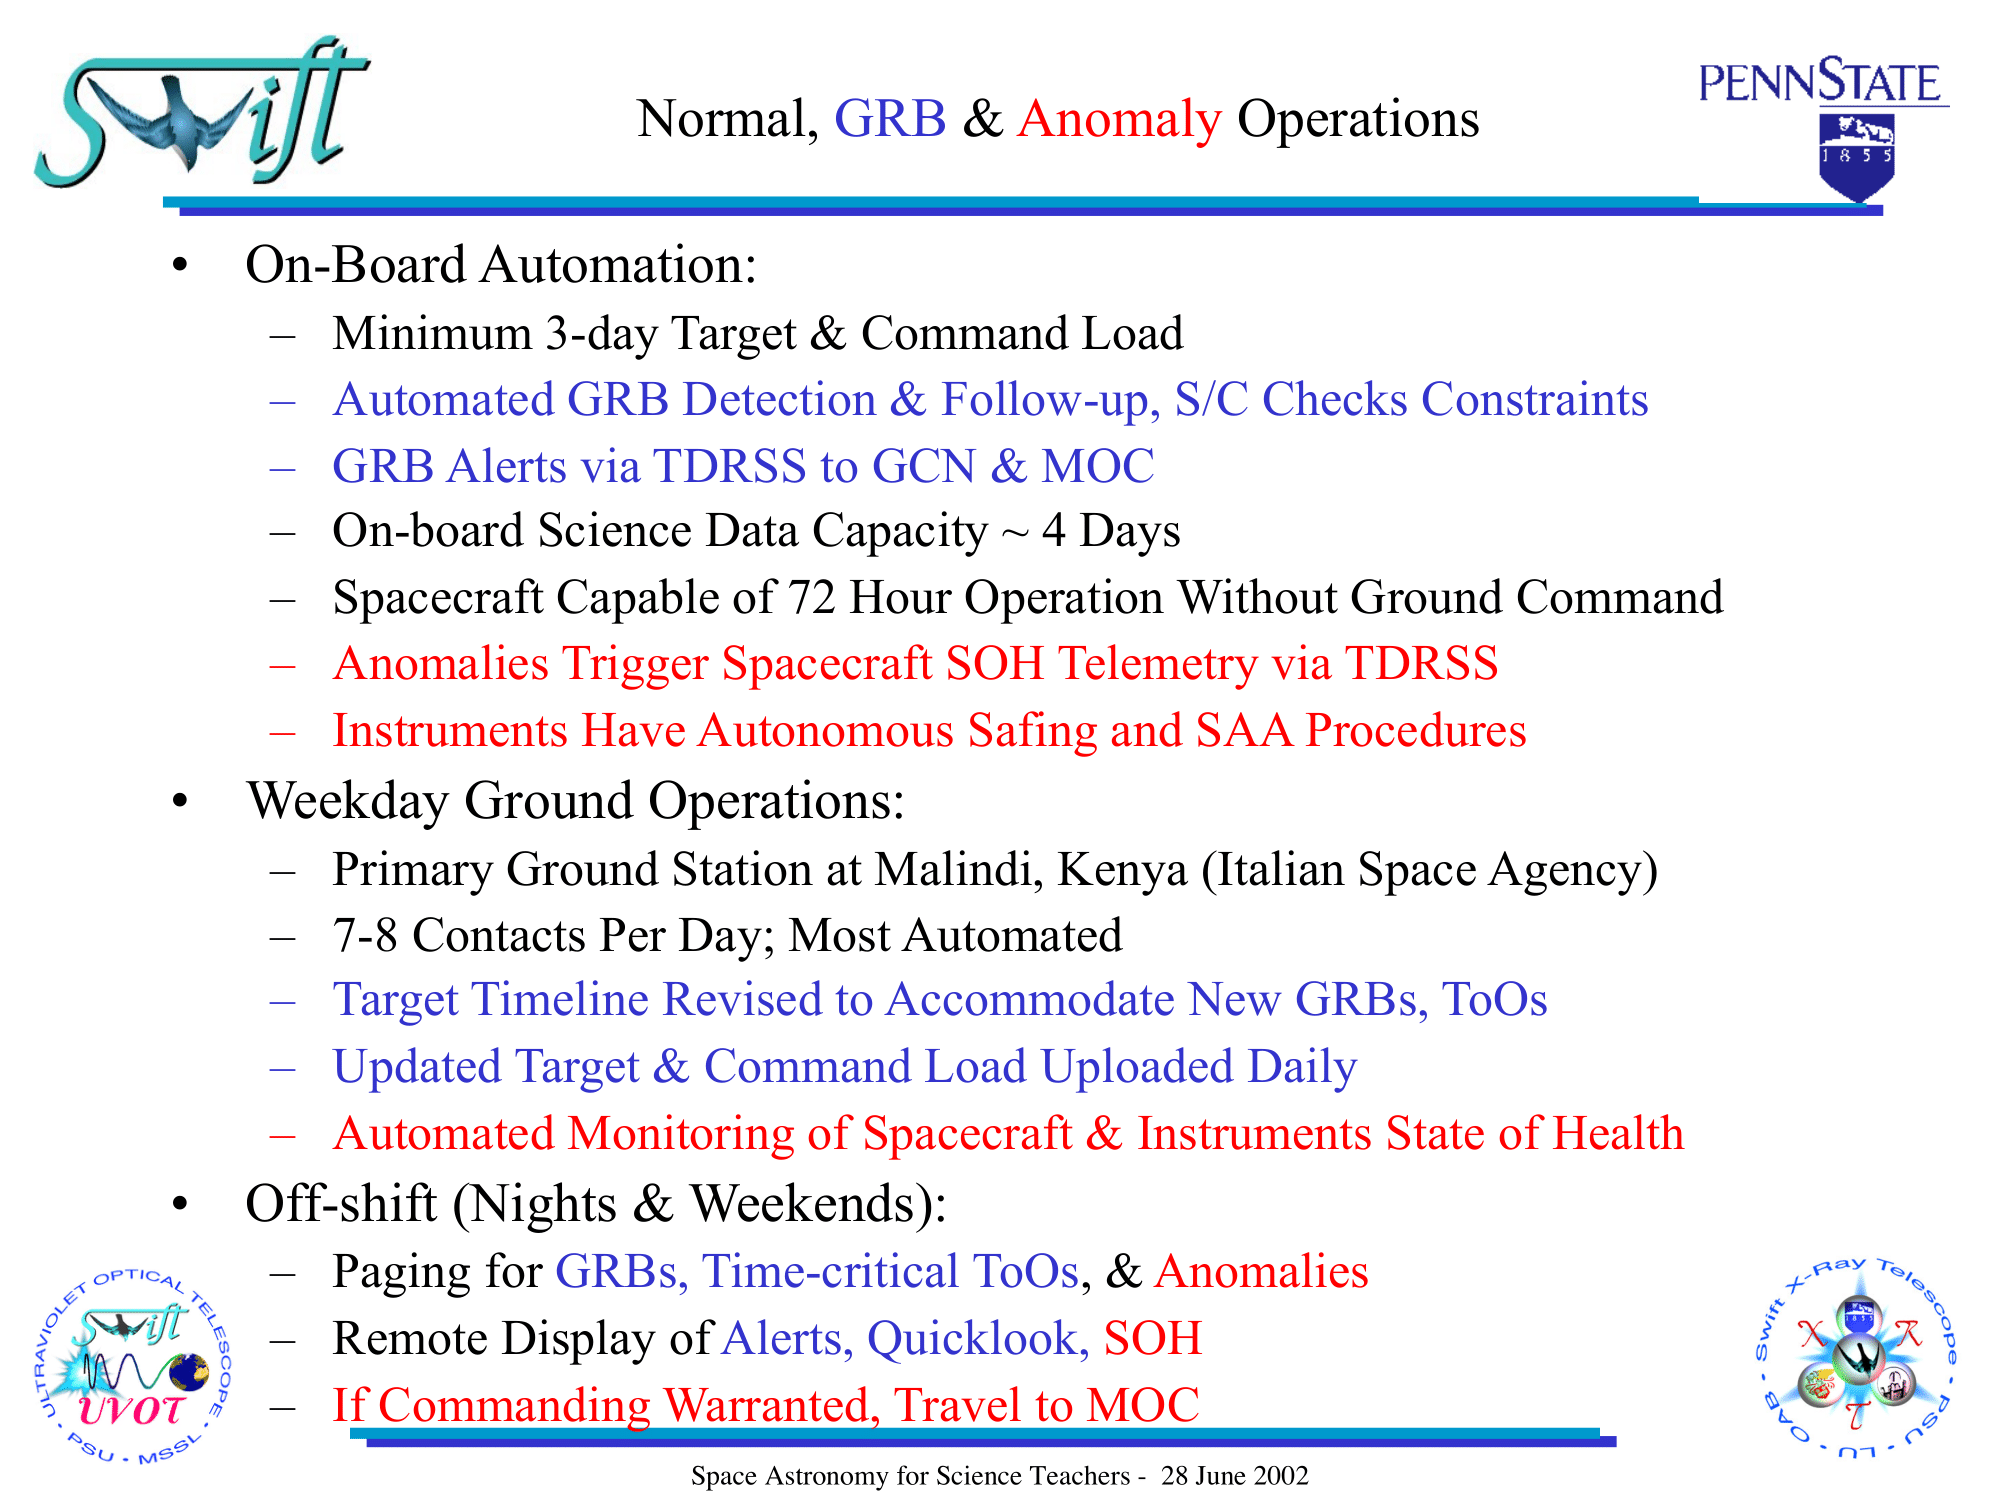 Swift
PENNSTATE
1855
Normal, GRB & Anomaly Operations
• On-Board Automation:
– Minimum 3-day Target & Command Load
– Automated GRB Detection & Follow-up, S/C Checks Constraints
– GRB Alerts via TDRSS to GCN & MOC
– On-board Science Data Capacity ~ 4 Days
– Spacecraft Capable of 72 Hour Operation Without Ground Command
– Anomalies Trigger Spacecraft SOH Telemetry via TDRSS
– Instruments Have Autonomous Safing and SAA Procedures
• Weekday Ground Operations:
– Primary Ground Station at Malindi, Kenya (Italian Space Agency)
– 7-8 Contacts Per Day; Most Automated
– Target Timeline Revised to Accommodate New GRBs, ToOs
– Updated Target & Command Load Uploaded Daily
– Automated Monitoring of Spacecraft & Instruments State of Health
• Off-shift (Nights & Weekends):
– Paging for GRBs, Time-critical ToOs, & Anomalies
– Remote Display of Alerts, Quicklook, SOH
– If Commanding Warranted, Travel to MOC
ULTRAVIOLET OPTICAL TELESCOPE • PSU • MSSL •
Swift
UVOT
Swift X-Ray Telescope • PSU • LU • OAB •
1855
X R
T
Space Astronomy for Science Teachers - 28 June 2002